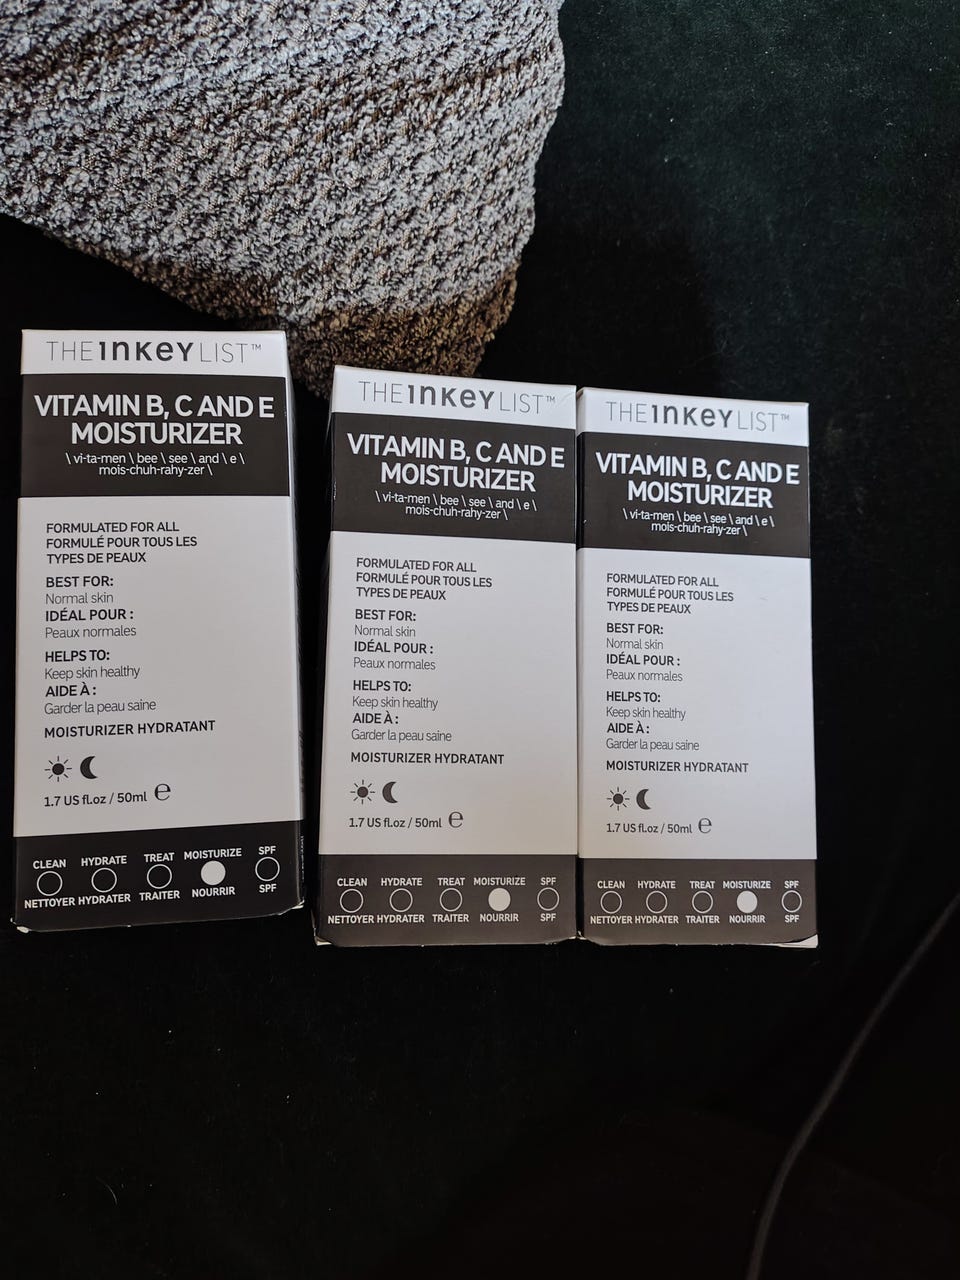 THE INKEY LIST™
VITAMIN B, C AND E
MOISTURIZER
\ vi-ta-men \ bee \ see \ and \ e \
mois-chuh-rahy-zer \
FORMULATED FOR ALL
FORMULÉ POUR TOUS LES
TYPES DE PEAUX
BEST FOR:
Normal skin
IDÉAL POUR :
Peaux normales
HELPS TO:
Keep skin healthy
AIDE À :
Garder la peau saine
MOISTURIZER HYDRATANT
1.7 US fl.oz / 50ml ℮
CLEAN HYDRATE TREAT MOISTURIZE SPF
NETTOYER HYDRATER TRAITER NOURRIR SPF
THE INKEY LIST™
VITAMIN B, C AND E
MOISTURIZER
\ vi-ta-men \ bee \ see \ and \ e \
mois-chuh-rahy-zer \
FORMULATED FOR ALL
FORMULÉ POUR TOUS LES
TYPES DE PEAUX
BEST FOR:
Normal skin
IDÉAL POUR :
Peaux normales
HELPS TO:
Keep skin healthy
AIDE À :
Garder la peau saine
MOISTURIZER HYDRATANT
1.7 US fl.oz / 50ml ℮
CLEAN HYDRATE TREAT MOISTURIZE SPF
NETTOYER HYDRATER TRAITER NOURRIR SPF
THE INKEY LIST™
VITAMIN B, C AND E
MOISTURIZER
\ vi-ta-men \ bee \ see \ and \ e \
mois-chuh-rahy-zer \
FORMULATED FOR ALL
FORMULÉ POUR TOUS LES
TYPES DE PEAUX
BEST FOR:
Normal skin
IDÉAL POUR :
Peaux normales
HELPS TO:
Keep skin healthy
AIDE À :
Garder la peau saine
MOISTURIZER HYDRATANT
1.7 US fl.oz / 50ml ℮
CLEAN HYDRATE TREAT MOISTURIZE SPF
NETTOYER HYDRATER TRAITER NOURRIR SPF